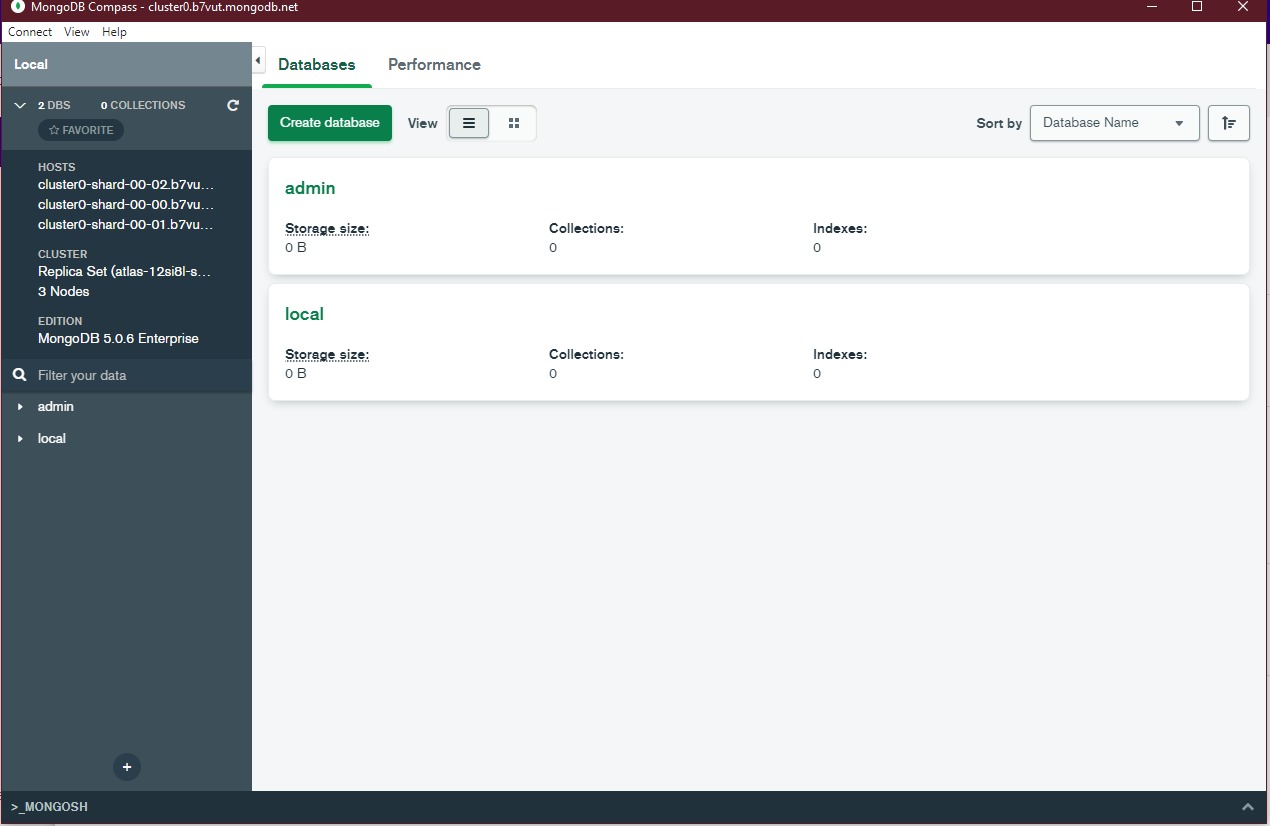 MongoDB Compass - cluster0.b7vut.mongodb.net
Connect View Help
Local
2 DBS 0 COLLECTIONS
FAVORITE
HOSTS
cluster0-shard-00-02.b7vu...
cluster0-shard-00-00.b7vu...
cluster0-shard-00-01.b7vu...
CLUSTER
Replica Set (atlas-12si8l-s...
3 Nodes
EDITION
MongoDB 5.0.6 Enterprise
Filter your data
admin
local
Databases Performance
Create database View Sort by Database Name
admin
Storage size: Collections: Indexes:
0 B 0 0
local
Storage size: Collections: Indexes:
0 B 0 0
>_MONGOSH